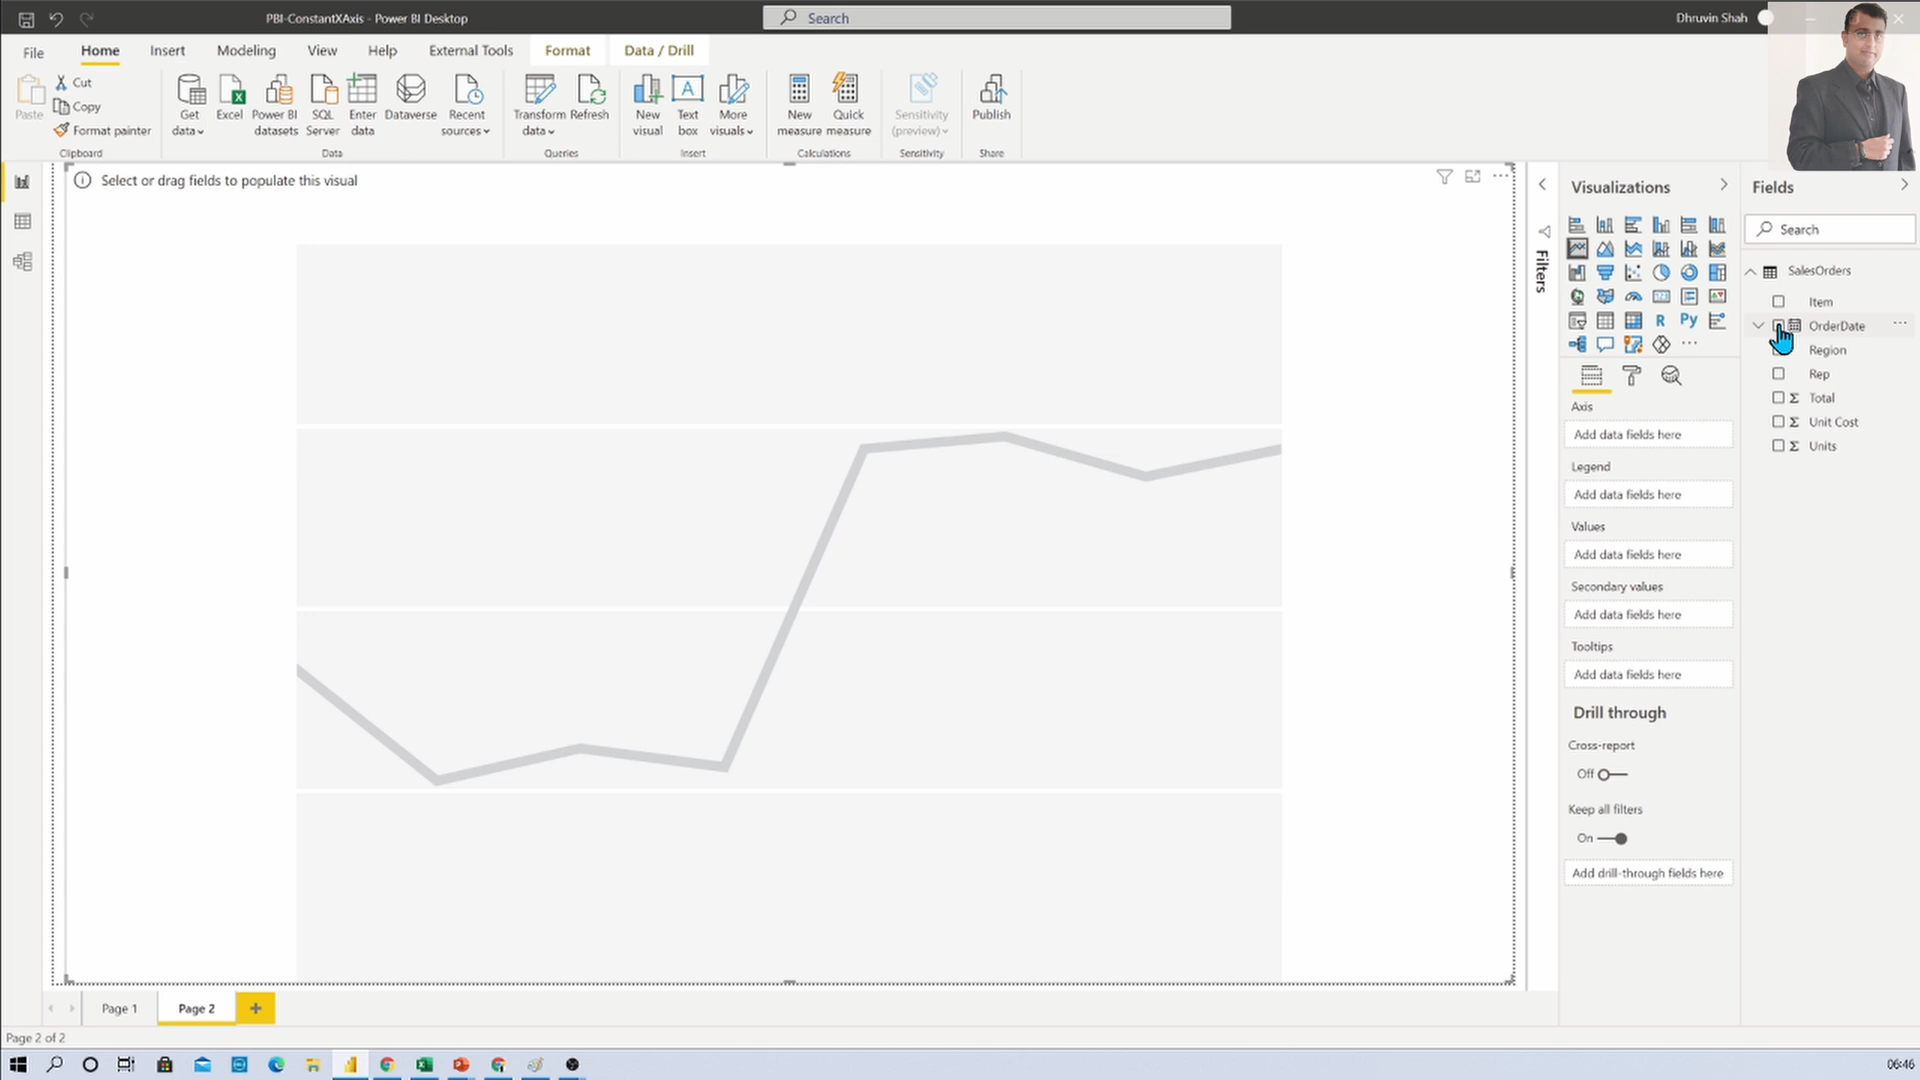 PBI-ConstantXAxis - Power BI Desktop
Search
Dhruvin Shah
File
Home
Insert
Modeling
View
Help
External Tools
Format
Data / Drill
Paste
Cut
Copy
Format painter
Clipboard
Get data
Excel
Power BI datasets
SQL Server
Enter data
Dataverse
Recent sources
Data
Transform data
Refresh
Queries
New visual
Text box
More visuals
Insert
New measure
Quick measure
Calculations
Sensitivity (preview)
Sensitivity
Publish
Share
Select or drag fields to populate this visual
Filters
Visualizations
R
Py
Axis
Add data fields here
Legend
Add data fields here
Values
Add data fields here
Secondary values
Add data fields here
Tooltips
Add data fields here
Drill through
Cross-report
Off
Keep all filters
On
Add drill-through fields here
Fields
Search
SalesOrders
Item
OrderDate
Region
Rep
Σ Total
Σ Unit Cost
Σ Units
Page 1
Page 2
Page 2 of 2
06:46